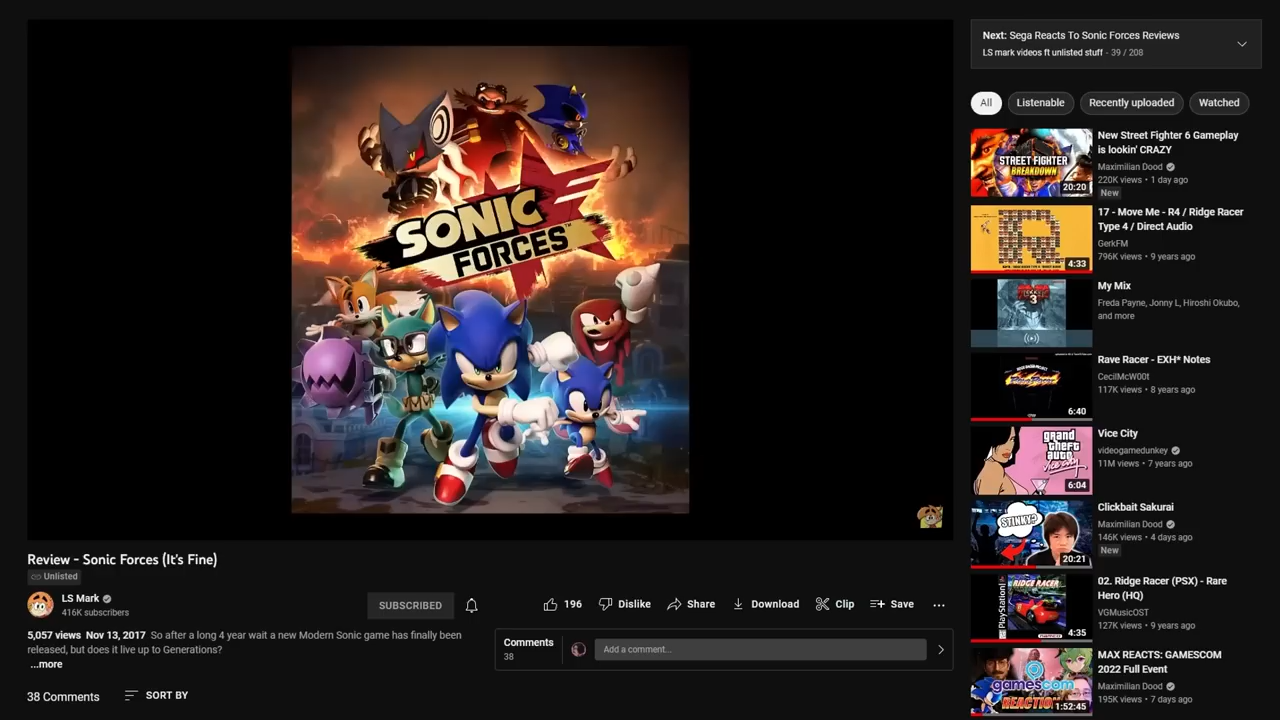 SONIC
FORCES
Review - Sonic Forces (It's Fine)
Unlisted
LS Mark
416K subscribers
SUBSCRIBED
196
Dislike
Share
Download
Clip
Save
5,057 views Nov 13, 2017 So after a long 4 year wait a new Modern Sonic game has finally been
released, but does it live up to Generations?
...more
Comments
38
Add a comment...
38 Comments
SORT BY
Next: Sega Reacts To Sonic Forces Reviews
LS mark videos ft unlisted stuff - 39 / 208
All
Listenable
Recently uploaded
Watched
STREET FIGHTER
BREAKDOWN
20:20
New Street Fighter 6 Gameplay
is lookin' CRAZY
Maximilian Dood
220K views • 1 day ago
New
4:33
17 - Move Me - R4 / Ridge Racer
Type 4 / Direct Audio
GerkFM
796K views • 9 years ago
3
My Mix
Freda Payne, Jonny L, Hiroshi Okubo,
and more
6:40
Rave Racer - EXH* Notes
CecilMcW00t
117K views • 8 years ago
grand
theft
auto
Vice City
6:04
Vice City
videogamedunkey
11M views • 7 years ago
STINKY?
20:21
Clickbait Sakurai
Maximilian Dood
146K views • 4 days ago
New
PlayStation
RIDGE RACER
namco
4:35
02. Ridge Racer (PSX) - Rare
Hero (HQ)
VGMusicOST
127K views • 9 years ago
gamescom
REACTION
1:52:45
MAX REACTS: GAMESCOM
2022 Full Event
Maximilian Dood
195K views • 7 days ago